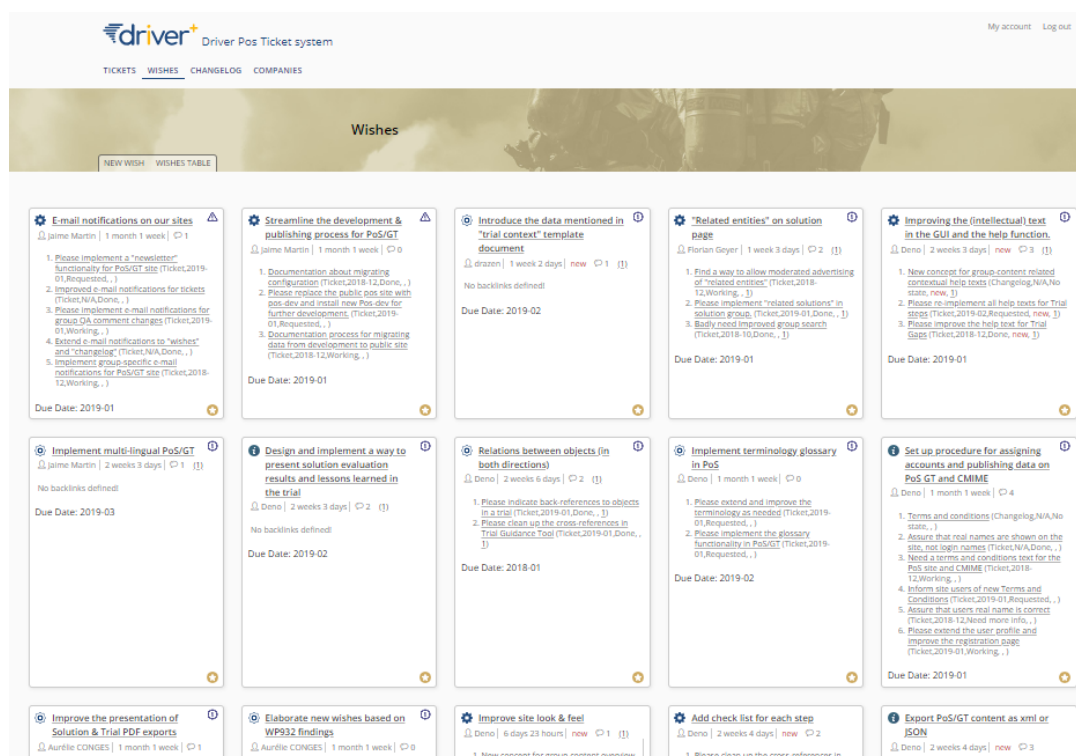 driver+ Driver Pos Ticket system
My account Log out
TICKETS WISHES CHANGELOG COMPANIES
Wishes
NEW WISH WISHES TABLE
E-mail notifications on our sites
Jaime Martin | 1 month 1 week | 1
1. Please implement a "newsletter"
functionalty for PoS/GT site (Ticket,2019-
01,Requested, , )
2. Improved e-mail notifications for tickets
(Ticket,N/A,Done, , )
3. Please implement e-mail notifications for
group QA comment changes (Ticket,2019-
01,Working, , )
4. Extend e-mail notifications to "wishes"
and "changelog" (Ticket,N/A,Done, , )
5. Implement group-specific e-mail
notifications for PoS/GT site (Ticket,2018-
12,Working, , )
Due Date: 2019-01
Streamline the development &
publishing process for PoS/GT
Jaime Martin | 1 month 1 week | 0
1. Documentation about migrating
configuration (Ticket,2018-12,Done, , )
2. Please replace the public pos site with
pos-dev and install new Pos-dev for
further development. (Ticket,2019-
01,Requested, , )
3. Documentation process for migrating
data from development to public site
(Ticket,2018-12,Working, , )
Due Date: 2019-01
Introduce the data mentioned in
"trial context" template
document
drazen | 1 week 2 days | new 1 (1)
No backlinks defined!
Due Date: 2019-02
"Related entities" on solution
page
Florian Geyer | 1 week 3 days | 2 (1)
1. Find a way to allow moderated advertising
of "related entities" (Ticket,2018-
12,Working, , 1)
2. Please implement "related solutions" in
solution group. (Ticket,2019-01,Done, , 1)
3. Badly need Improved group search
(Ticket,2018-10,Done, , 1)
Due Date: 2019-01
Improving the (intellectual) text
in the GUI and the help function.
Deno | 2 weeks 3 days | new 3 (1)
1. New concept for group-content related
contextual help texts (Changelog,N/A,No
state, new, 1)
2. Please re-implement all help texts for Trial
steps (Ticket,2019-02,Requested, new, 1)
3. Please improve the help text for Trial
Gaps (Ticket,2018-12,Done, new, 1)
Due Date: 2019-01
Implement multi-lingual PoS/GT
Jaime Martin | 2 weeks 3 days | 1 (1)
No backlinks defined!
Due Date: 2019-03
Design and implement a way to
present solution evaluation
results and lessons learned in
the trial
Deno | 2 weeks 3 days | 2 (1)
No backlinks defined!
Due Date: 2019-02
Relations between objects (in
both directions)
Deno | 2 weeks 6 days | 2 (1)
1. Please indicate back-references to objects
in a trial (Ticket,2019-01,Done, , 1)
2. Please clean up the cross-references in
Trial Guidance Tool (Ticket,2019-01,Done, ,
1)
Due Date: 2018-01
Implement terminology glossary
in PoS
Deno | 1 month 1 week | 0
1. Please extend and improve the
terminology as needed (Ticket,2019-
01,Requested, , )
2. Please implement the glossary
functionality in PoS/GT (Ticket,2019-
01,Requested, , )
Due Date: 2019-02
Set up procedure for assigning
accounts and publishing data on
PoS GT and CMIME
Deno | 1 month 1 week | 4
1. Terms and conditions (Changelog,N/A,No
state, , )
2. Assure that real names are shown on the
site, not login names (Ticket,N/A,Done, , )
3. Need a terms and conditions text for the
PoS site and CMIME (Ticket,2018-
12,Working, , )
4. Inform site users of new Terms and
Conditions (Ticket,2019-01,Requested, , )
5. Assure that users real name is correct
(Ticket,2018-12,Need more info, , )
6. Please extend the user profile and
improve the registration page
(Ticket,2019-01,Working, , )
Due Date: 2019-01
Improve the presentation of
Solution & Trial PDF exports
Aurélie CONGES | 1 month 1 week | 1
Elaborate new wishes based on
WP932 findings
Aurélie CONGES | 1 month 1 week | 0
Improve site look & feel
Deno | 6 days 23 hours | new 1 (1)
1. New concept for group content overview
Add check list for each step
Deno | 2 weeks 4 days | new 2
1. Please clean up the cross-references in
Export PoS/GT content as xml or
JSON
Deno | 2 weeks 4 days | new 3